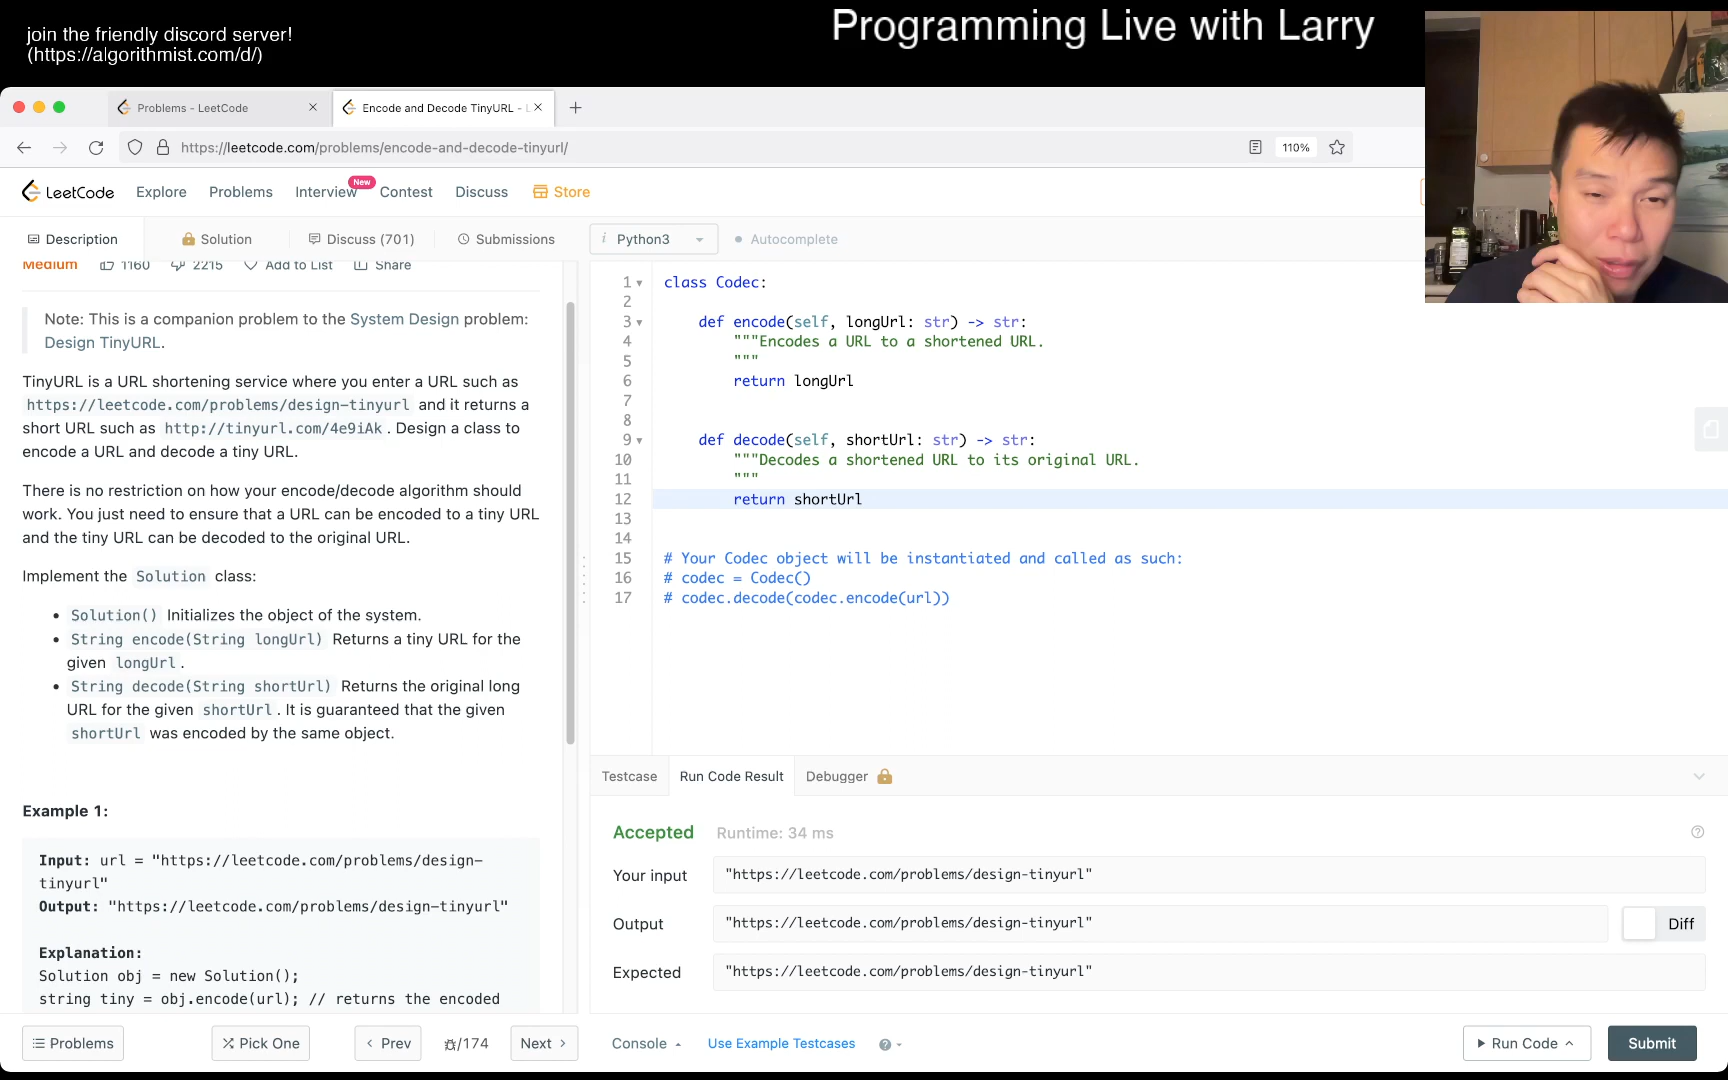 join the friendly discord server!
(https://algorithmist.com/d/)
Programming Live with Larry
Problems - LeetCode
Encode and Decode TinyURL - L
https://leetcode.com/problems/encode-and-decode-tinyurl/
110%
LeetCode
Explore
Problems
Interview
New
Contest
Discuss
Store
Description
Solution
Discuss (701)
Submissions
i Python3
Autocomplete
Medium
1160
2215
Add to List
Share
Note: This is a companion problem to the System Design problem:
Design TinyURL.
TinyURL is a URL shortening service where you enter a URL such as
https://leetcode.com/problems/design-tinyurl and it returns a
short URL such as http://tinyurl.com/4e9iAk. Design a class to
encode a URL and decode a tiny URL.
There is no restriction on how your encode/decode algorithm should
work. You just need to ensure that a URL can be encoded to a tiny URL
and the tiny URL can be decoded to the original URL.
Implement the Solution class:
• Solution() Initializes the object of the system.
• String encode(String longUrl) Returns a tiny URL for the
given longUrl.
• String decode(String shortUrl) Returns the original long
URL for the given shortUrl. It is guaranteed that the given
shortUrl was encoded by the same object.
Example 1:
Input: url = "https://leetcode.com/problems/design-
tinyurl"
Output: "https://leetcode.com/problems/design-tinyurl"
Explanation:
Solution obj = new Solution();
string tiny = obj.encode(url); // returns the encoded
1 class Codec:
2
3 def encode(self, longUrl: str) -> str:
4 """Encodes a URL to a shortened URL.
5 """
6 return longUrl
7
8
9 def decode(self, shortUrl: str) -> str:
10 """Decodes a shortened URL to its original URL.
11 """
12 return shortUrl
13
14
15 # Your Codec object will be instantiated and called as such:
16 # codec = Codec()
17 # codec.decode(codec.encode(url))
Testcase
Run Code Result
Debugger
Accepted
Runtime: 34 ms
Your input
"https://leetcode.com/problems/design-tinyurl"
Output
"https://leetcode.com/problems/design-tinyurl"
Diff
Expected
"https://leetcode.com/problems/design-tinyurl"
Problems
Pick One
Prev
/174
Next
Console
Use Example Testcases
Run Code
Submit